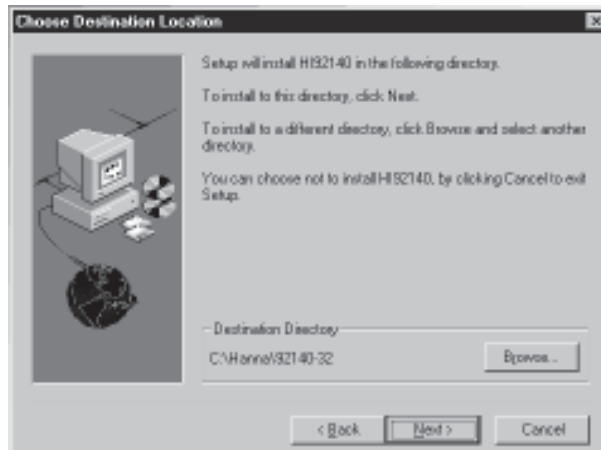 Choose Destination Location
Setup will install HI92140 in the following directory.
To install to this directory, click Next.
To install to a different directory, click Browse and select another
directory.
You can choose not to install HI92140, by clicking Cancel to exit
Setup.
Destination Directory
C:\Hanna\92140-32
Browse...
< Back
Next >
Cancel